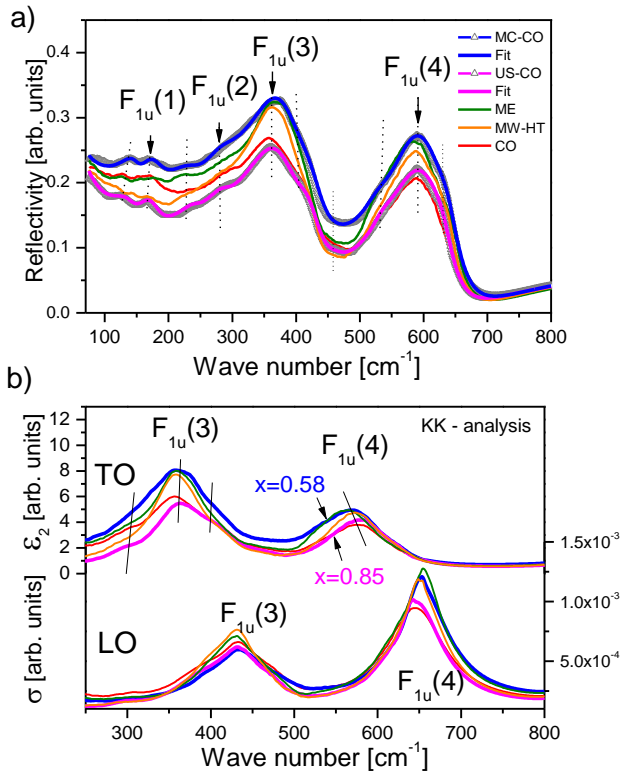 a)
F1u(1)
F1u(2)
F1u(3)
F1u(4)
MC-CO
Fit
US-CO
Fit
ME
MW-HT
CO
Reflectivity [arb. units]
0.4
0.3
0.2
0.1
0.0
100 200 300 400 500 600 700 800
Wave number [cm-1]
b)
KK - analysis
F1u(3)
F1u(4)
TO
x=0.58
x=0.85
ε2 [arb. units]
12
10
8
6
4
2
0
1.5x10-3
1.0x10-3
5.0x10-4
F1u(3)
F1u(4)
LO
σ [arb. units]
300 400 500 600 700 800
Wave number [cm-1]